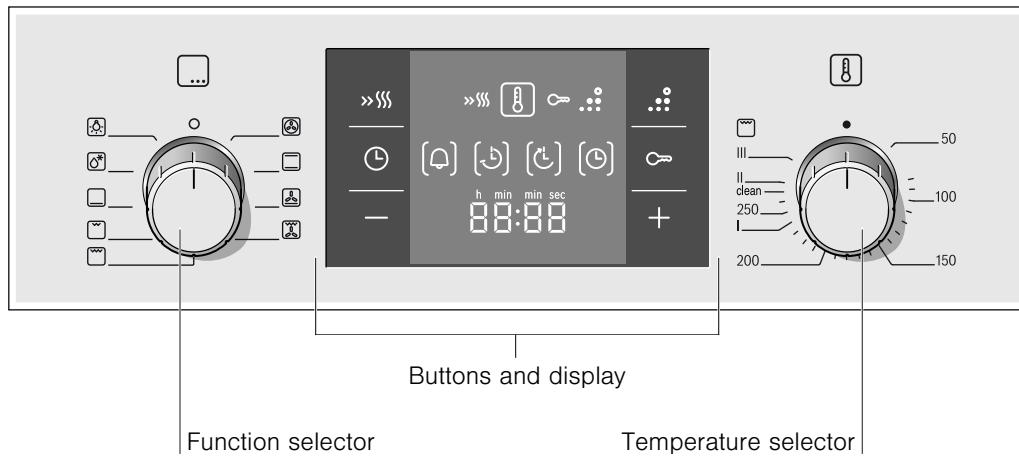 h min min sec
88:88
50
100
150
III
II
clean
250
I
200
Buttons and display
Function selector
Temperature selector